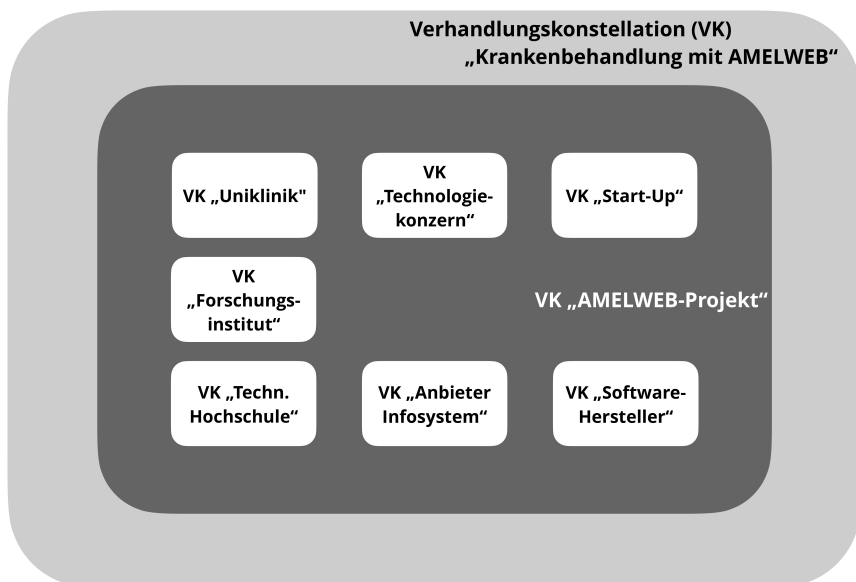 Verhandlungskonstellation (VK)
„Krankenbehandlung mit AMELWEB“
VK „Uniklinik"
VK
„Technologie-
konzern“
VK „Start-Up“
VK
„Forschungs-
institut“
VK „AMELWEB-Projekt“
VK „Techn.
Hochschule“
VK „Anbieter
Infosystem“
VK „Software-
Hersteller“